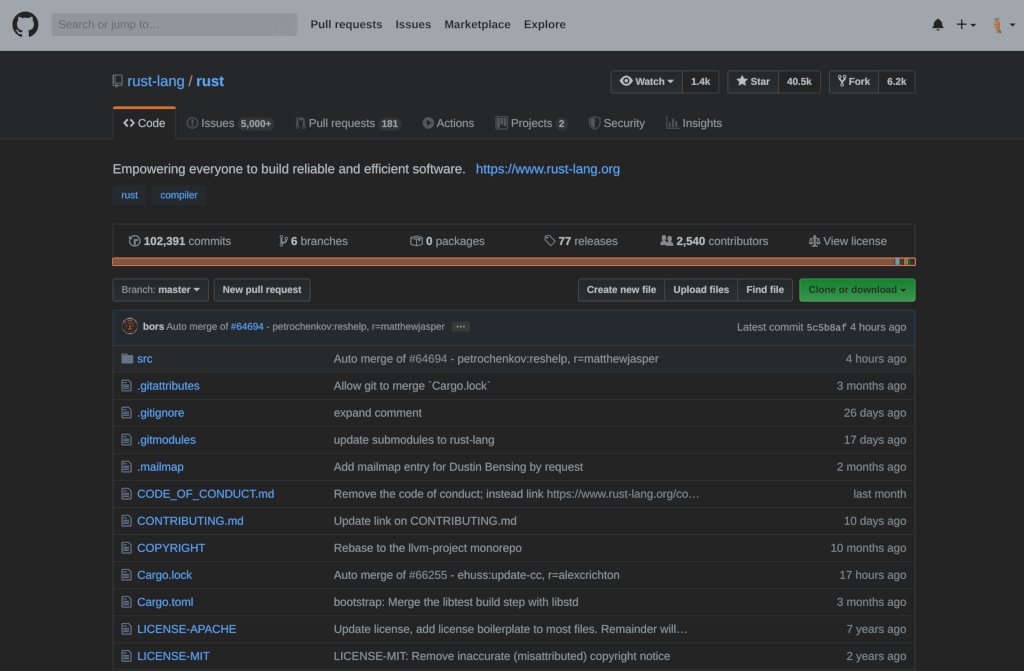 Search or jump to... /
Pull requests Issues Marketplace Explore
rust-lang / rust
Watch 1.4k Star 40.5k Fork 6.2k
Code Issues 5,000+ Pull requests 181 Actions Projects 2 Security Insights
Empowering everyone to build reliable and efficient software. https://www.rust-lang.org
rust compiler
102,391 commits 6 branches 0 packages 77 releases 2,540 contributors View license
Branch: master New pull request Create new file Upload files Find file Clone or download
bors Auto merge of #64694 - petrochenkov:reshelp, r=matthewjasper ... Latest commit 5c5b8af 4 hours ago
src Auto merge of #64694 - petrochenkov:reshelp, r=matthewjasper 4 hours ago
.gitattributes Allow git to merge `Cargo.lock` 3 months ago
.gitignore expand comment 26 days ago
.gitmodules update submodules to rust-lang 17 days ago
.mailmap Add mailmap entry for Dustin Bensing by request 2 months ago
CODE_OF_CONDUCT.md Remove the code of conduct; instead link https://www.rust-lang.org/co… last month
CONTRIBUTING.md Update link on CONTRIBUTING.md 10 days ago
COPYRIGHT Rebase to the llvm-project monorepo 10 months ago
Cargo.lock Auto merge of #66255 - ehuss:update-cc, r=alexcrichton 17 hours ago
Cargo.toml bootstrap: Merge the libtest build step with libstd 3 months ago
LICENSE-APACHE Update license, add license boilerplate to most files. Remainder will… 7 years ago
LICENSE-MIT LICENSE-MIT: Remove inaccurate (misattributed) copyright notice 2 years ago